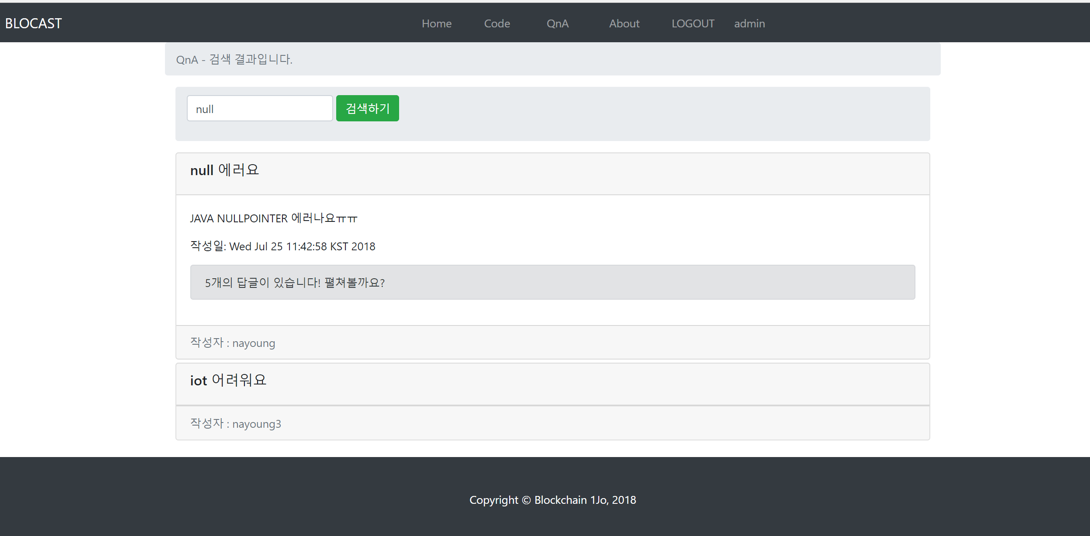 BLOCAST Home Code QnA About LOGOUT admin
QnA - 검색 결과입니다.
null 검색하기
null 에러요
JAVA NULLPOINTER 에러나요ㅠㅠ
작성일: Wed Jul 25 11:42:58 KST 2018
5개의 답글이 있습니다! 펼쳐볼까요?
작성자 : nayoung
iot 어려워요
작성자 : nayoung3
Copyright © Blockchain 1Jo, 2018